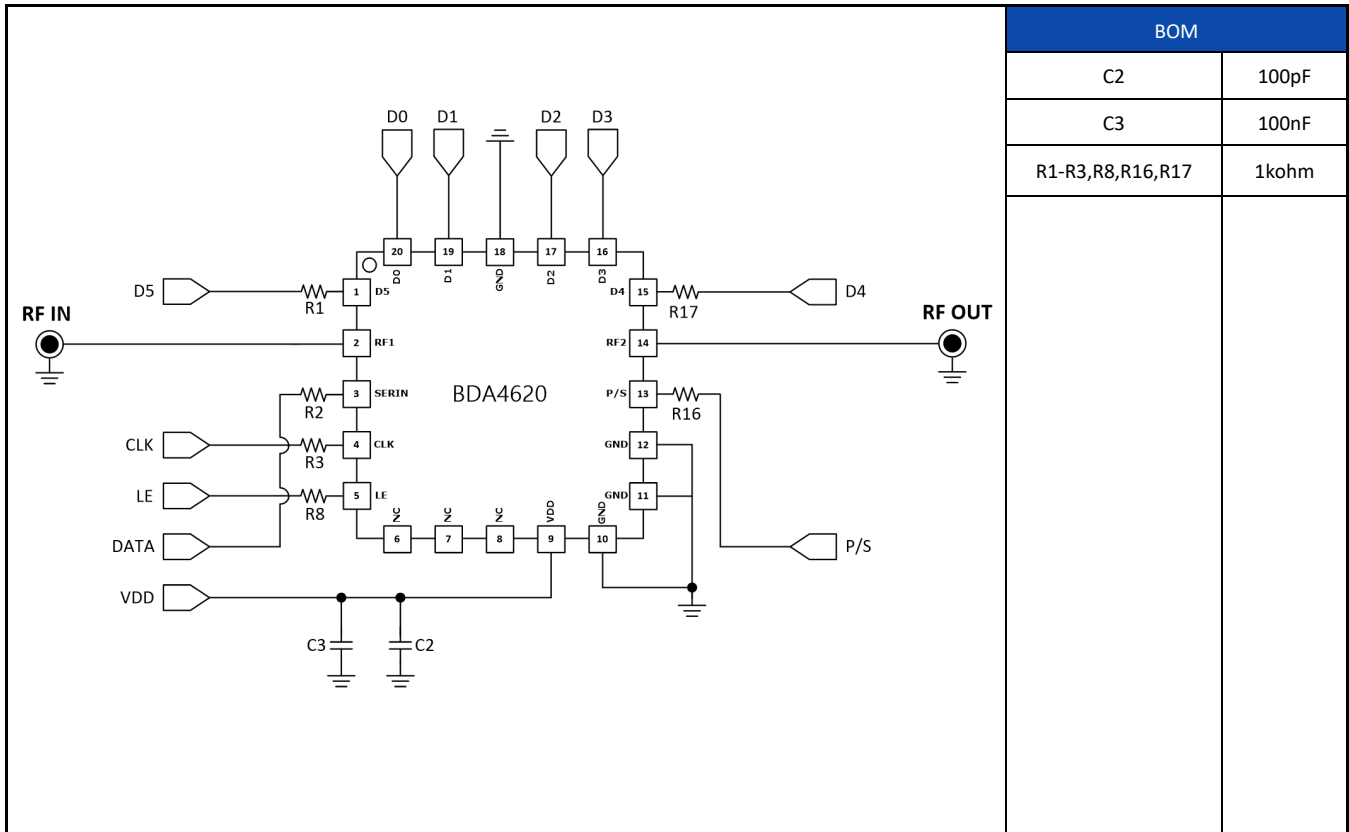 BOM
C2 100pF
C3 100nF
R1-R3,R8,R16,R17 1kohm
D0 D1 D2 D3
20 19 18 17 16
D0 D1 GND D2 D3
D5 R1 1 D5 D4 15 R17 D4
RF IN 2 RF1 RF2 14 RF OUT
R2 3 SERIN BDA4620 P/S 13 R16
CLK R3 4 CLK GND 12
LE R8 5 LE GND 11
NC NC NC VDD GND
6 7 8 9 10
DATA P/S
VDD
C3 C2